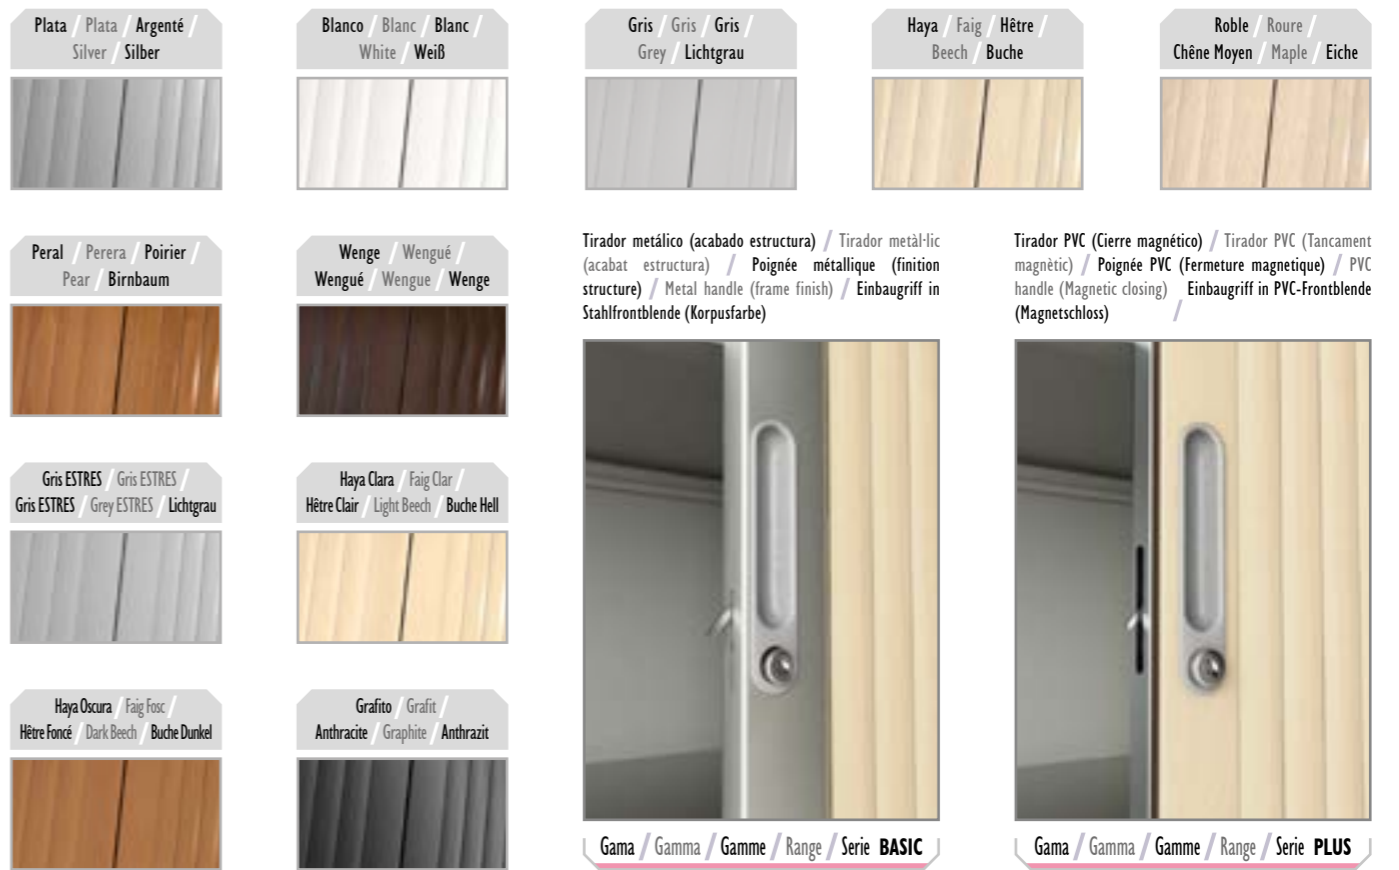 Plata / Plata / Argenté /
Silver / Silber
Blanco / Blanc / Blanc /
White / Weiß
Gris / Gris / Gris /
Grey / Lichtgrau
Haya / Faig / Hêtre /
Beech / Buche
Roble / Roure /
Chêne Moyen / Maple / Eiche
Peral / Perera / Poirier /
Pear / Birnbaum
Wenge / Wengué /
Wengué / Wengue / Wenge
Tirador metálico (acabado estructura) / Tirador metàl·lic
(acabat estructura) / Poignée métallique (finition
structure) / Metal handle (frame finish) / Einbaugriff in
Stahlfrontblende (Korpusfarbe)
Tirador PVC (Cierre magnético) / Tirador PVC (Tancament
magnètic) / Poignée PVC (Fermeture magnetique) / PVC
handle (Magnetic closing) Einbaugriff in PVC-Frontblende
(Magnetschloss) /
Gris ESTRES / Gris ESTRES /
Gris ESTRES / Grey ESTRES / Lichtgrau
Haya Clara / Faig Clar /
Hêtre Clair / Light Beech / Buche Hell
Haya Oscura / Faig Fosc /
Hêtre Foncé / Dark Beech / Buche Dunkel
Grafito / Grafit /
Anthracite / Graphite / Anthrazit
Gama / Gamma / Gamme / Range / Serie BASIC
Gama / Gamma / Gamme / Range / Serie PLUS